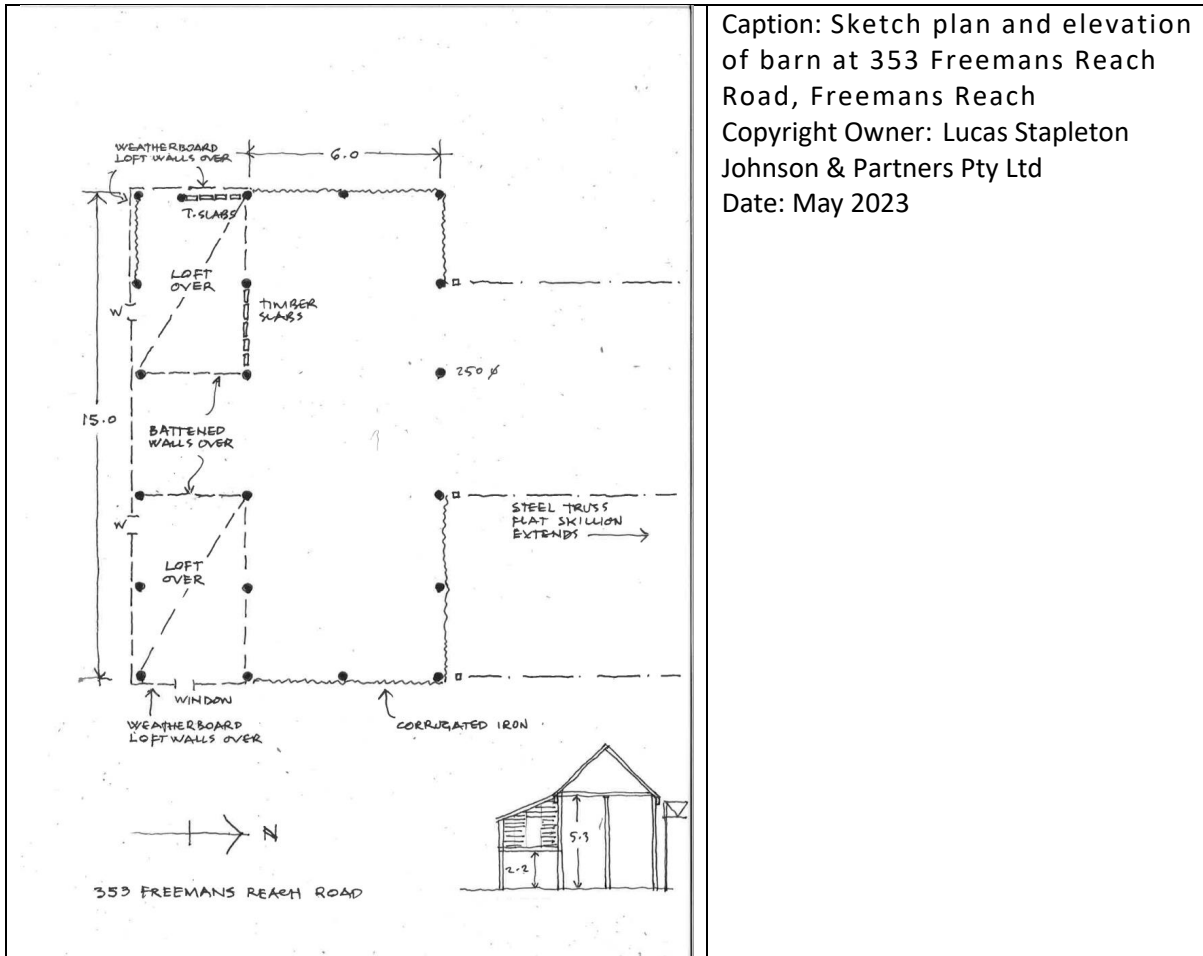 WEATHERBOARD
LOFT WALLS OVER
6.0
T. SLABS
LOFT
OVER
TIMBER
SLABS
W
250 ø
15.0
BATTENED
WALLS OVER
W
STEEL TRUSS
FLAT SKILLION
EXTENDS
LOFT
OVER
WINDOW
WEATHERBOARD
LOFT WALLS OVER
CORRUGATED IRON
N
5.3
2.2
353 FREEMANS REACH ROAD
Caption: Sketch plan and elevation
of barn at 353 Freemans Reach
Road, Freemans Reach
Copyright Owner: Lucas Stapleton
Johnson & Partners Pty Ltd
Date: May 2023